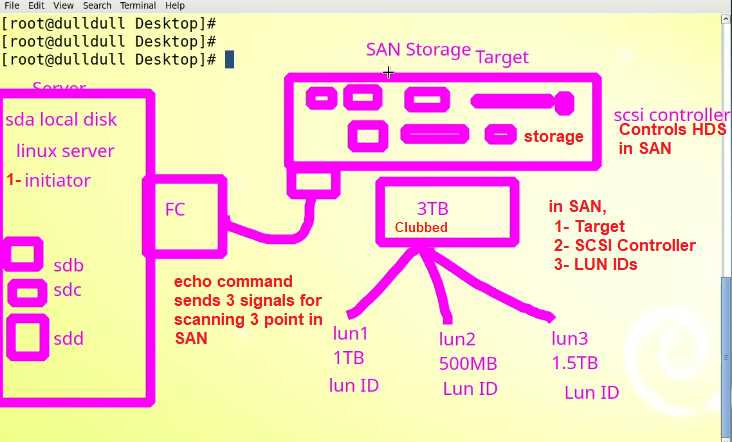 File Edit View Search Terminal Help
[root@dulldull Desktop]#
[root@dulldull Desktop]#
[root@dulldull Desktop]#
SAN Storage Target
Server
sda local disk
linux server
1- initiator
FC
storage
scsi controller
Controls HDS
in SAN
3TB
Clubbed
in SAN,
1- Target
2- SCSI Controller
3- LUN IDs
sdb
sdc
sdd
echo command
sends 3 signals for
scanning 3 point in
SAN
lun1
1TB
lun ID
lun2
500MB
Lun ID
lun3
1.5TB
Lun ID